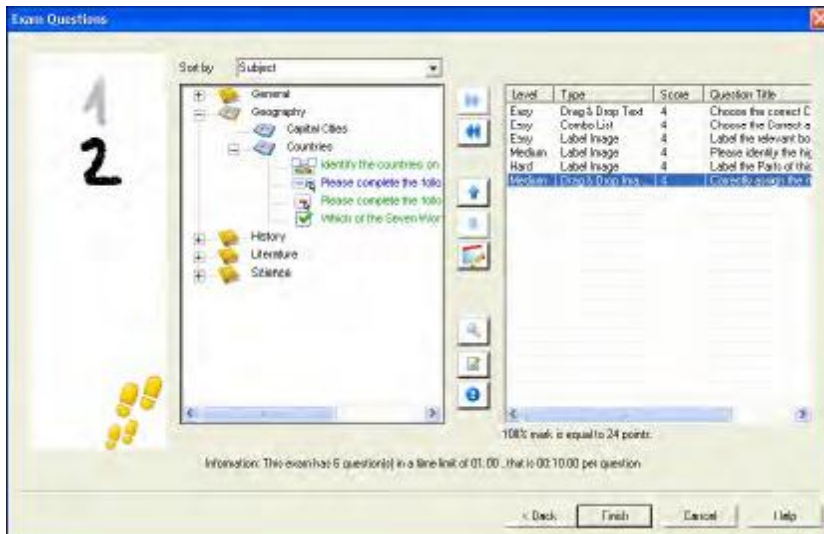 Exam Questions
1
2
Sort by Subject
General
Geography
Capital Cities
Countries
Identify the countries on
Please complete the follo
Please complete the follo
Which of the Seven Won
History
Literature
Science
Level Type Score Question Title
Easy Drag & Drop Text 4 Choose the correct C
Easy Combo List 4 Choose the Correct a
Easy Label Image 4 Label the relevant bo
Medium Label Image 4 Please identify the hig
Hard Label Image 4 Label the Parts of this
Medium Drag & Drop Ima... 4 Correctly assign the
100% mark is equal to 24 points.
Information: This exam has 6 question(s) in a time limit of 01:00 , that is 00:10:00 per question
< Back Finish Cancel Help